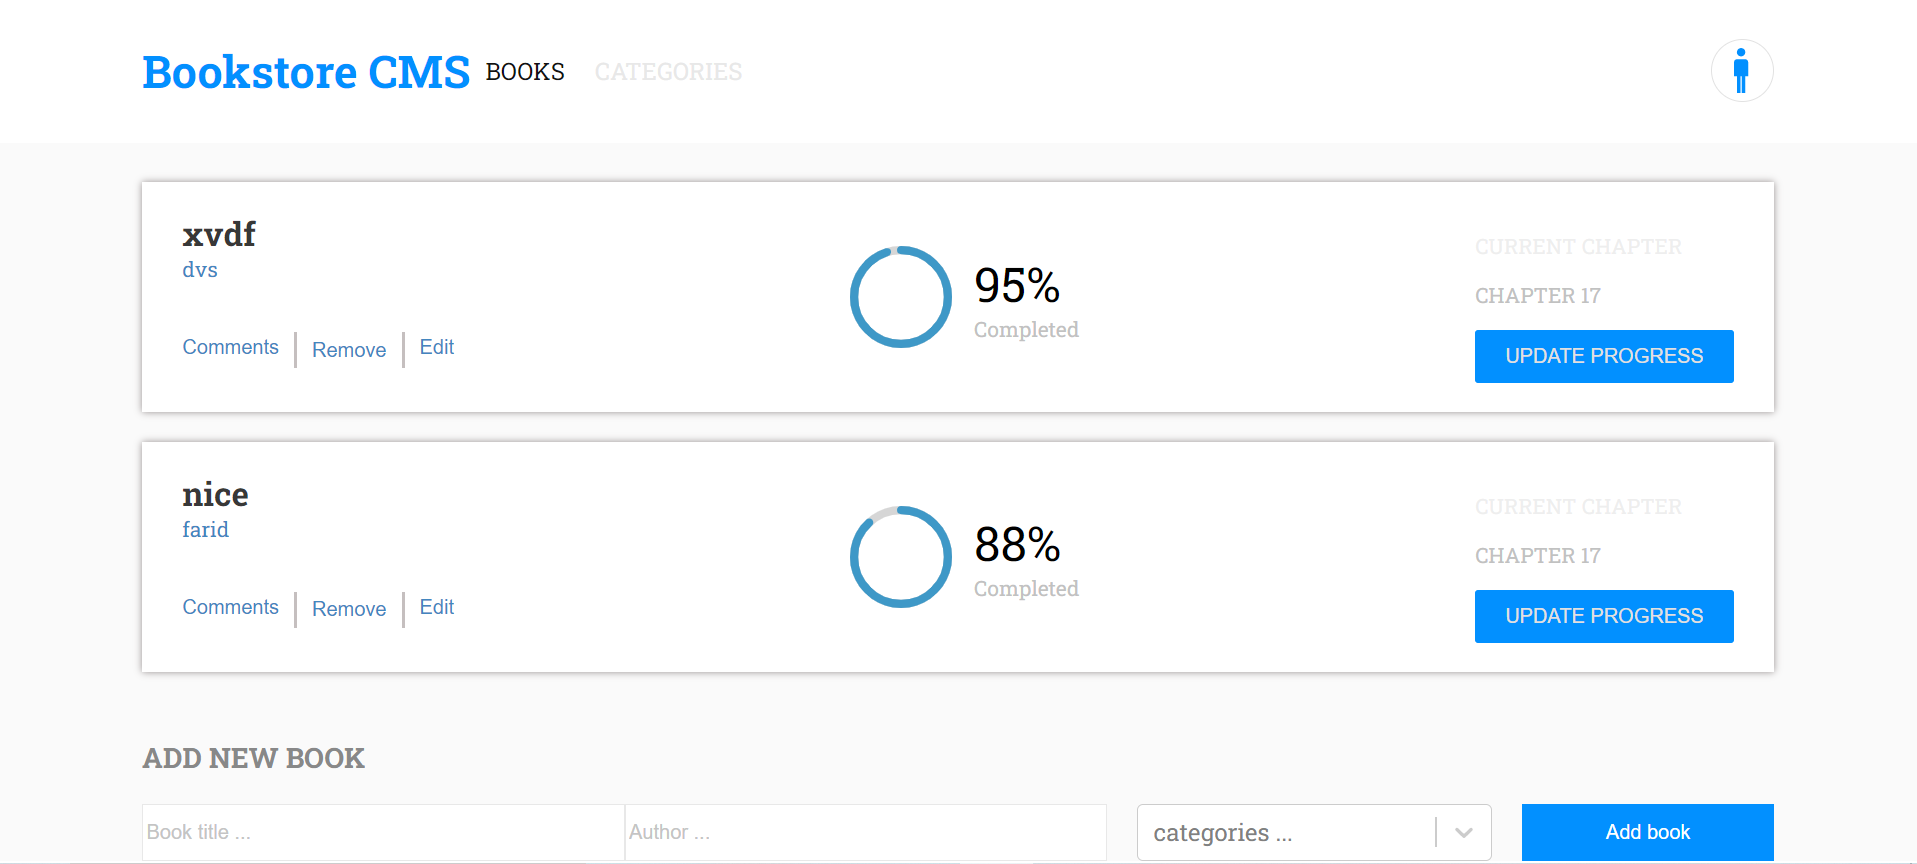 Bookstore CMS BOOKS CATEGORIES
xvdf
dvs
Comments Remove Edit
95%
Completed
CURRENT CHAPTER
CHAPTER 17
UPDATE PROGRESS
nice
farid
Comments Remove Edit
88%
Completed
CURRENT CHAPTER
CHAPTER 17
UPDATE PROGRESS
ADD NEW BOOK
Book title ... Author ... categories ... Add book